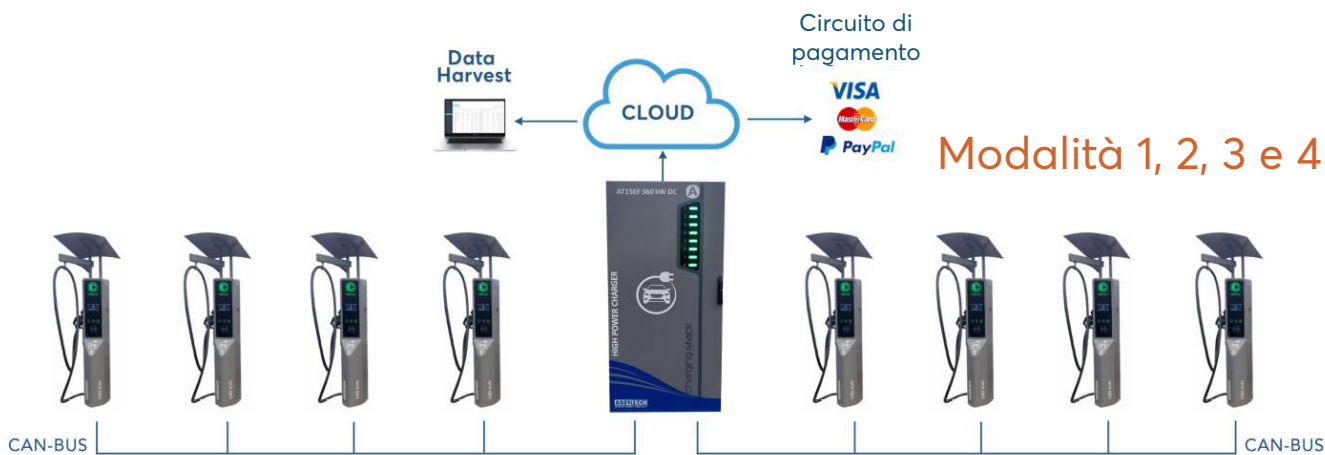 Circuito di
pagamento
Data
Harvest
CLOUD
VISA
MasterCard
PayPal
Modalità 1, 2, 3 e 4
AT15EF 360 kW DC
A
HIGH POWER CHARGER
charging stack
CAN-BUS
CAN-BUS